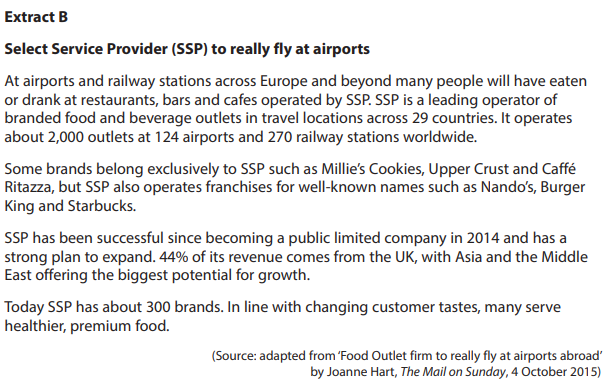 Extract B
Select Service Provider (SSP) to really fly at airports
At airports and railway stations across Europe and beyond many people will have eaten
or drank at restaurants, bars and cafes operated by SSP. SSP is a leading operator of
branded food and beverage outlets in travel locations across 29 countries. It operates
about 2,000 outlets at 124 airports and 270 railway stations worldwide.
Some brands belong exclusively to SSP such as Millie’s Cookies, Upper Crust and Caffé
Ritazza, but SSP also operates franchises for well-known names such as Nando’s, Burger
King and Starbucks.
SSP has been successful since becoming a public limited company in 2014 and has a
strong plan to expand. 44% of its revenue comes from the UK, with Asia and the Middle
East offering the biggest potential for growth.
Today SSP has about 300 brands. In line with changing customer tastes, many serve
healthier, premium food.
(Source: adapted from ‘Food Outlet firm to really fly at airports abroad’
by Joanne Hart, The Mail on Sunday, 4 October 2015)